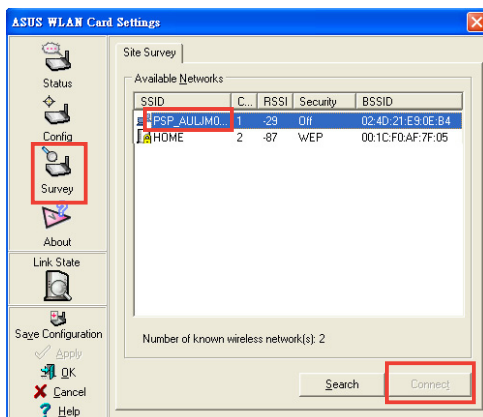 ASUS WLAN Card Settings
Status
Config
Survey
About
Link State
Save Configuration
Apply
OK
Cancel
Help
Site Survey
Available Networks
SSID C... RSSI Security BSSID
PSP_AULJM0... 1 -29 Off 02:4D:21:E9:0E:B4
HOME 2 -87 WEP 00:1C:F0:AF:7F:05
Number of known wireless network(s): 2
Search Connect